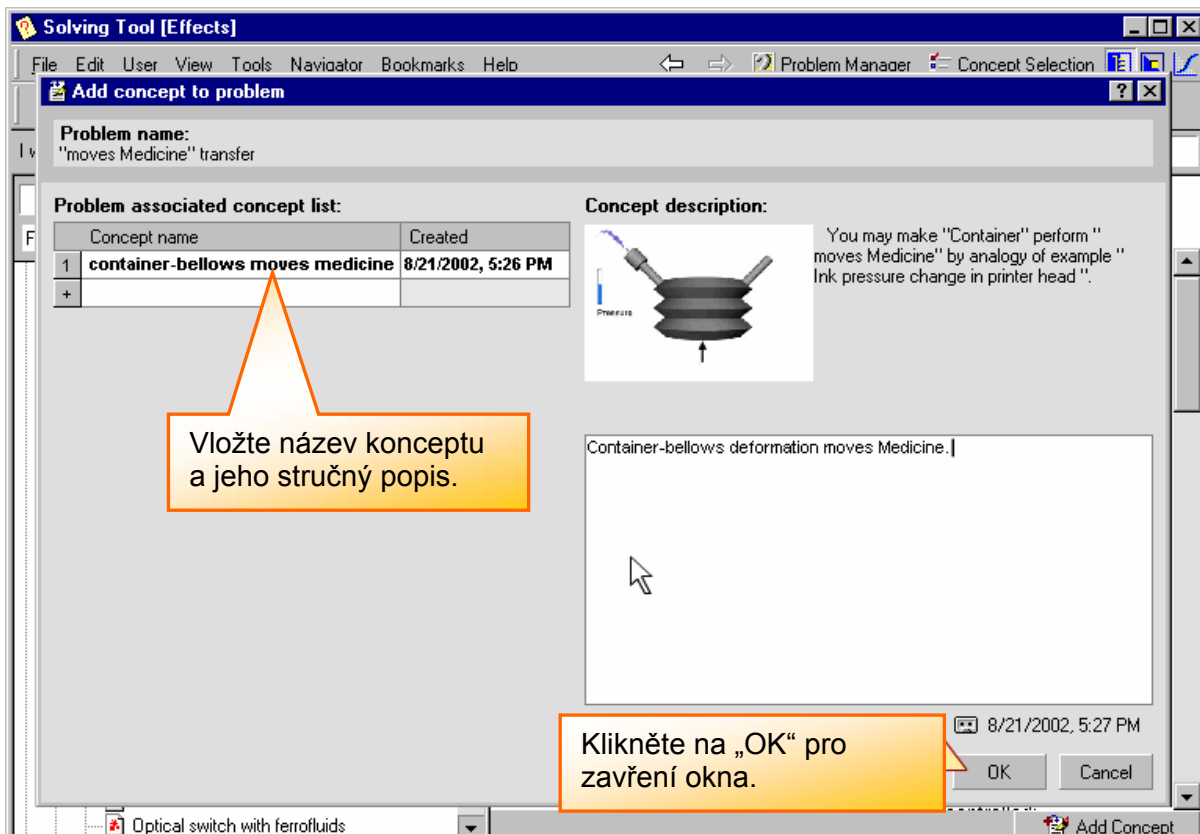 Solving Tool [Effects]
File Edit User View Tools Navigator Bookmarks Help Problem Manager Concept Selection
Add concept to problem
Problem name:
"moves Medicine" transfer
Problem associated concept list:
Concept name Created
1 container-bellows moves medicine 8/21/2002, 5:26 PM
+
Concept description:
Pressure
You may make "Container" perform "
moves Medicine" by analogy of example "
Ink pressure change in printer head ".
Vložte název konceptu
a jeho stručný popis.
Container-bellows deformation moves Medicine.
8/21/2002, 5:27 PM
Klikněte na „OK“ pro
zavření okna.
OK Cancel
Optical switch with ferrofluids
Add Concept